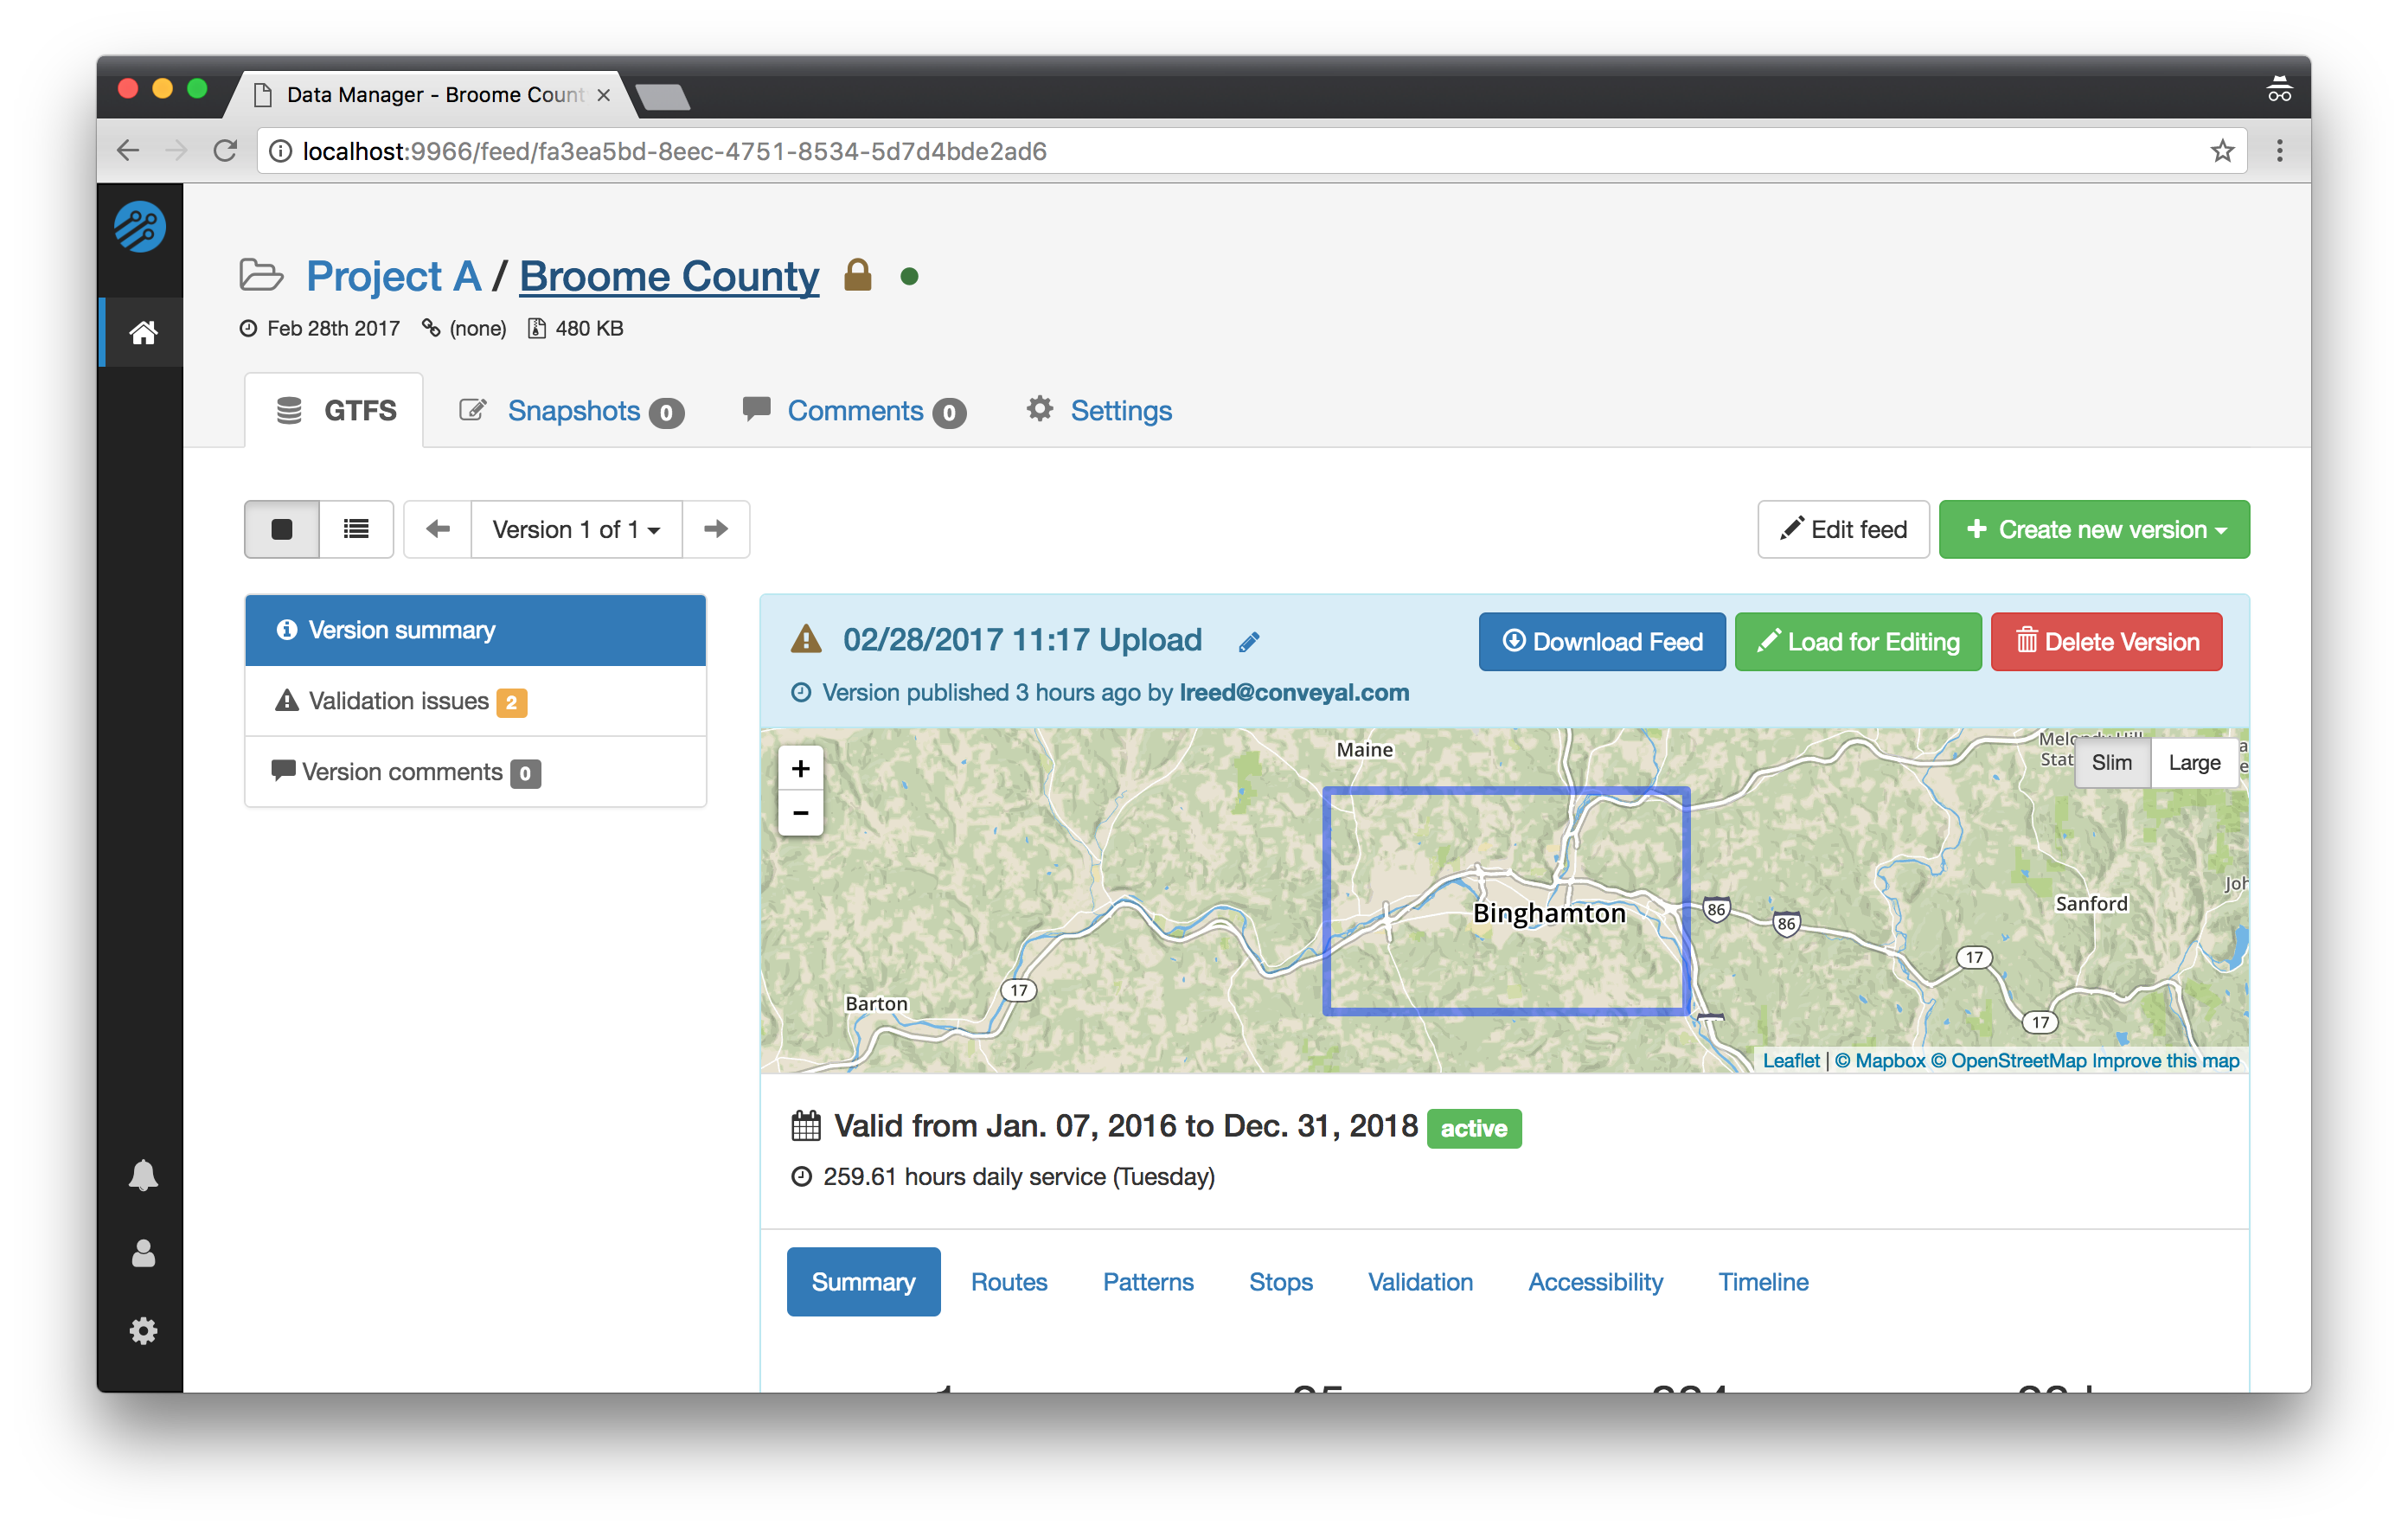 Data Manager - Broome Count
localhost:9966/feed/fa3ea5bd-8eec-4751-8534-5d7d4bde2ad6
Project A / Broome County
Feb 28th 2017 (none) 480 KB
GTFS Snapshots 0 Comments 0 Settings
Version 1 of 1 Edit feed Create new version
Version summary
Validation issues 2
Version comments 0
02/28/2017 11:17 Upload Download Feed Load for Editing Delete Version
Version published 3 hours ago by lreed@conveyal.com
+
−
Maine
Slim Large
Binghamton
86
86
Sanford
17
17
Barton
17
Leaflet | © Mapbox © OpenStreetMap Improve this map
Valid from Jan. 07, 2016 to Dec. 31, 2018 active
259.61 hours daily service (Tuesday)
Summary Routes Patterns Stops Validation Accessibility Timeline